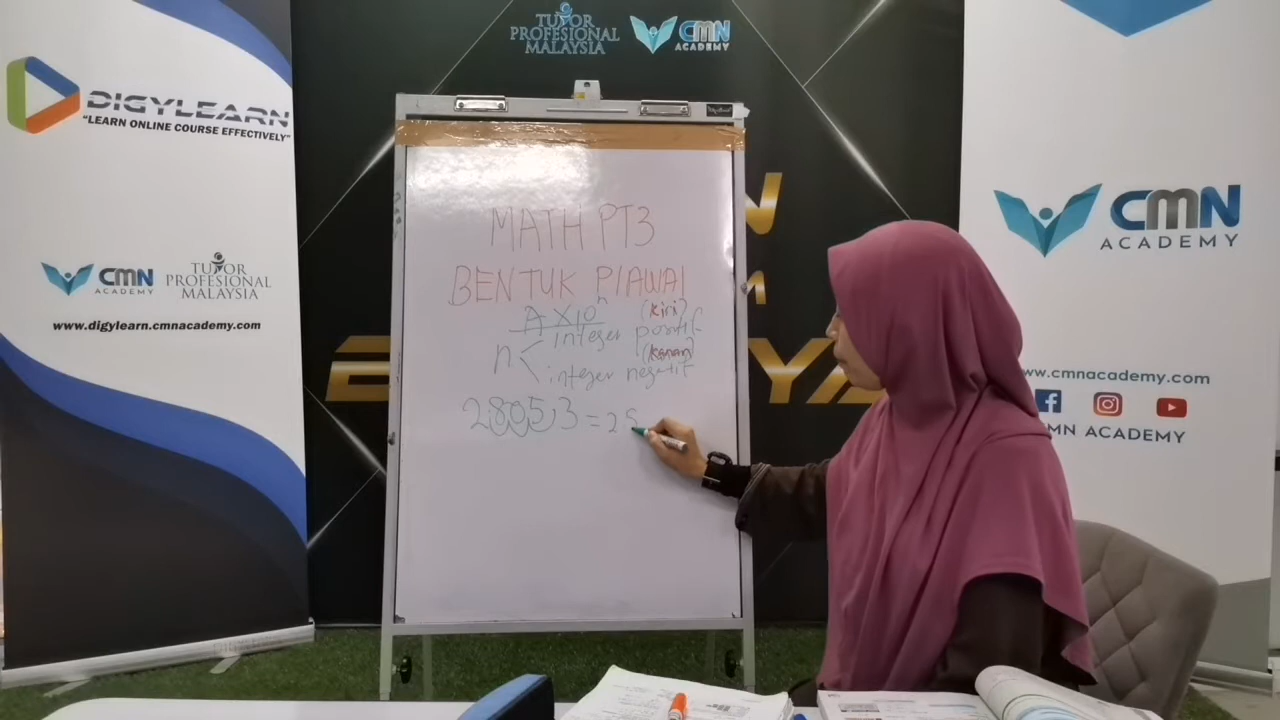 DIGYLEARN
"LEARN ONLINE COURSE EFFECTIVELY"
CMN
ACADEMY
TUTOR
PROFESIONAL
MALAYSIA
www.digylearn.cmnacademy.com
TUTOR
PROFESIONAL
MALAYSIA
CMN
ACADEMY
MATH PT3
BENTUK PIAWAI
A X10ⁿ (kiri)
integer positif
n< (kanan)
integer negatif
28053 = 2 8
CMN
ACADEMY
www.cmnacademy.com
CMN ACADEMY